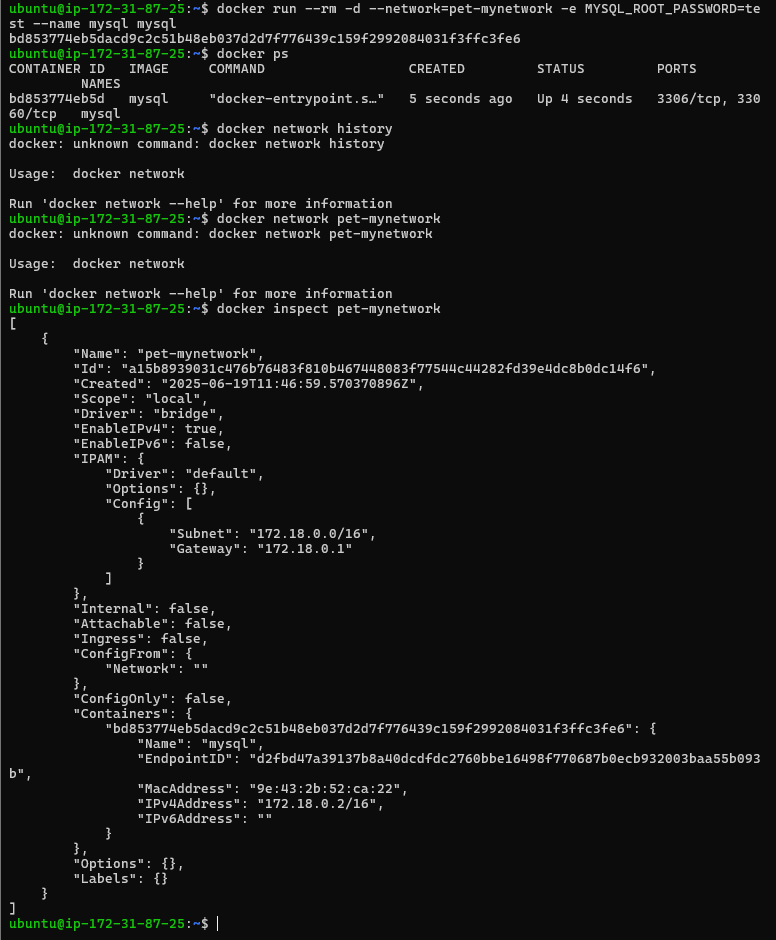 ubuntu@ip-172-31-87-25:~$ docker run --rm -d --network=pet-mynetwork -e MYSQL_ROOT_PASSWORD=te
st --name mysql mysql
bd853774eb5dacd9c2c51b48eb037d2d7f776439c159f2992084031f3ffc3fe6
ubuntu@ip-172-31-87-25:~$ docker ps
CONTAINER ID   IMAGE     COMMAND                  CREATED         STATUS         PORTS
         NAMES
bd853774eb5d   mysql     "docker-entrypoint.s…"   5 seconds ago   Up 4 seconds   3306/tcp, 330
60/tcp   mysql
ubuntu@ip-172-31-87-25:~$ docker network history
docker: unknown command: docker network history

Usage:  docker network

Run 'docker network --help' for more information
ubuntu@ip-172-31-87-25:~$ docker network pet-mynetwork
docker: unknown command: docker network pet-mynetwork

Usage:  docker network

Run 'docker network --help' for more information
ubuntu@ip-172-31-87-25:~$ docker inspect pet-mynetwork
[
    {
        "Name": "pet-mynetwork",
        "Id": "a15b8939031c476b76483f810b467448083f77544c44282fd39e4dc8b0dc14f6",
        "Created": "2025-06-19T11:46:59.570370896Z",
        "Scope": "local",
        "Driver": "bridge",
        "EnableIPv4": true,
        "EnableIPv6": false,
        "IPAM": {
            "Driver": "default",
            "Options": {},
            "Config": [
                {
                    "Subnet": "172.18.0.0/16",
                    "Gateway": "172.18.0.1"
                }
            ]
        },
        "Internal": false,
        "Attachable": false,
        "Ingress": false,
        "ConfigFrom": {
            "Network": ""
        },
        "ConfigOnly": false,
        "Containers": {
            "bd853774eb5dacd9c2c51b48eb037d2d7f776439c159f2992084031f3ffc3fe6": {
                "Name": "mysql",
                "EndpointID": "d2fbd47a39137b8a40dcdfdc2760bbe16498f770687b0ecb932003baa55b093
b",
                "MacAddress": "9e:43:2b:52:ca:22",
                "IPv4Address": "172.18.0.2/16",
                "IPv6Address": ""
            }
        },
        "Options": {},
        "Labels": {}
    }
]
ubuntu@ip-172-31-87-25:~$